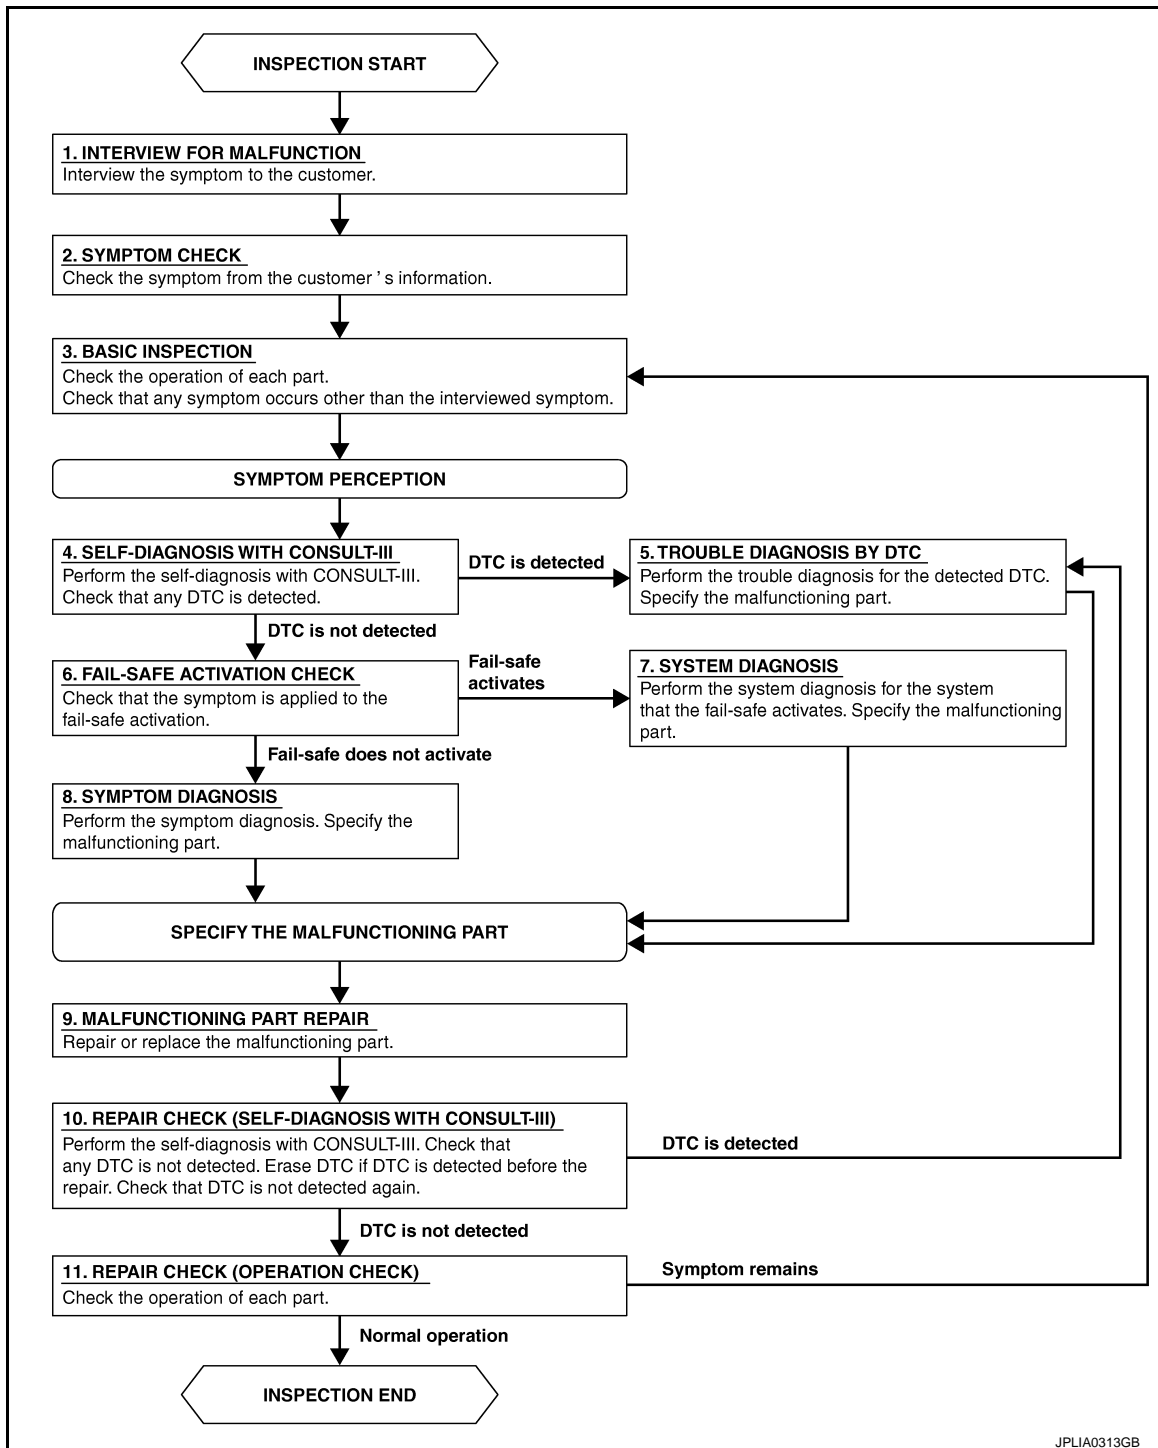 INSPECTION START
1. INTERVIEW FOR MALFUNCTION
Interview the symptom to the customer.
2. SYMPTOM CHECK
Check the symptom from the customer ' s information.
3. BASIC INSPECTION
Check the operation of each part.
Check that any symptom occurs other than the interviewed symptom.
SYMPTOM PERCEPTION
4. SELF-DIAGNOSIS WITH CONSULT-III
Perform the self-diagnosis with CONSULT-III.
Check that any DTC is detected.
DTC is detected
5. TROUBLE DIAGNOSIS BY DTC
Perform the trouble diagnosis for the detected DTC.
Specify the malfunctioning part.
DTC is not detected
6. FAIL-SAFE ACTIVATION CHECK
Check that the symptom is applied to the
fail-safe activation.
Fail-safe
activates
7. SYSTEM DIAGNOSIS
Perform the system diagnosis for the system
that the fail-safe activates. Specify the malfunctioning
part.
Fail-safe does not activate
8. SYMPTOM DIAGNOSIS
Perform the symptom diagnosis. Specify the
malfunctioning part.
SPECIFY THE MALFUNCTIONING PART
9. MALFUNCTIONING PART REPAIR
Repair or replace the malfunctioning part.
10. REPAIR CHECK (SELF-DIAGNOSIS WITH CONSULT-III)
Perform the self-diagnosis with CONSULT-III. Check that
any DTC is not detected. Erase DTC if DTC is detected before the
repair. Check that DTC is not detected again.
DTC is detected
DTC is not detected
11. REPAIR CHECK (OPERATION CHECK)
Check the operation of each part.
Symptom remains
Normal operation
INSPECTION END
JPLIA0313GB